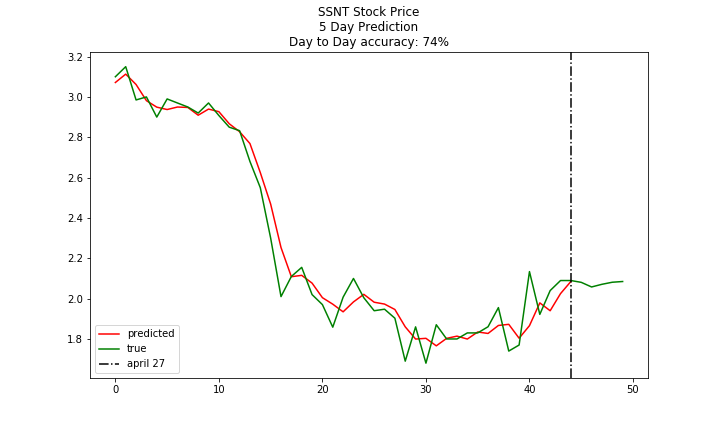 SSNT Stock Price
5 Day Prediction
Day to Day accuracy: 74%
3.2
3.0
2.8
2.6
2.4
2.2
2.0
1.8
predicted
true
april 27
0
10
20
30
40
50